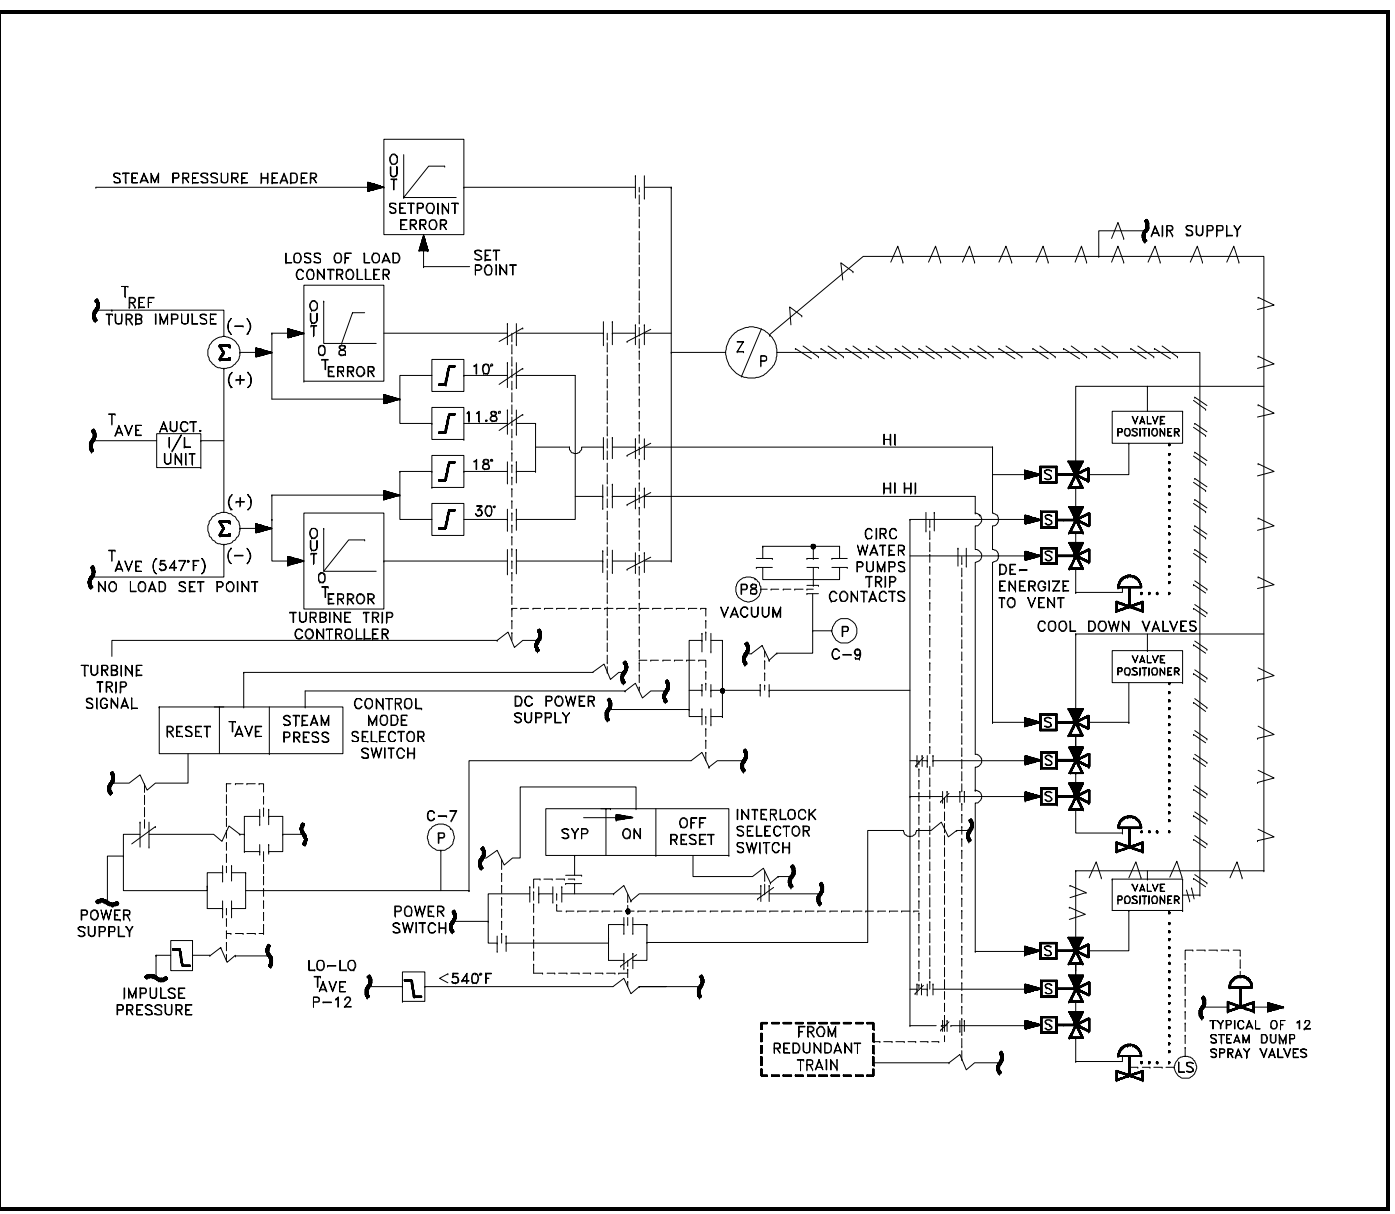 STEAM PRESSURE HEADER
OUT
SETPOINT
ERROR
SET
POINT
AIR SUPPLY
LOSS OF LOAD
CONTROLLER
TREF
TURB IMPULSE
(-)
Σ
(+)
OUT
0 8
TERROR
10°
11.8°
18°
30°
Z
P
TAVE
AUCT.
I/L
UNIT
HI
HI HI
VALVE
POSITIONER
S
S
S
(+)
Σ
(-)
TAVE (547°F)
NO LOAD SET POINT
OUT
0
TERROR
TURBINE TRIP
CONTROLLER
CIRC
WATER
PUMPS
TRIP
CONTACTS
P8
VACUUM
P
C-9
DE-
ENERGIZE
TO VENT
COOL DOWN VALVES
VALVE
POSITIONER
S
S
S
TURBINE
TRIP
SIGNAL
RESET
TAVE
STEAM
PRESS
CONTROL
MODE
SELECTOR
SWITCH
DC POWER
SUPPLY
C-7
P
SYP
ON
OFF
RESET
INTERLOCK
SELECTOR
SWITCH
POWER
SUPPLY
POWER
SWITCH
VALVE
POSITIONER
S
S
S
IMPULSE
PRESSURE
LO-LO
TAVE
P-12
<540°F
FROM
REDUNDANT
TRAIN
LS
TYPICAL OF 12
STEAM DUMP
SPRAY VALVES